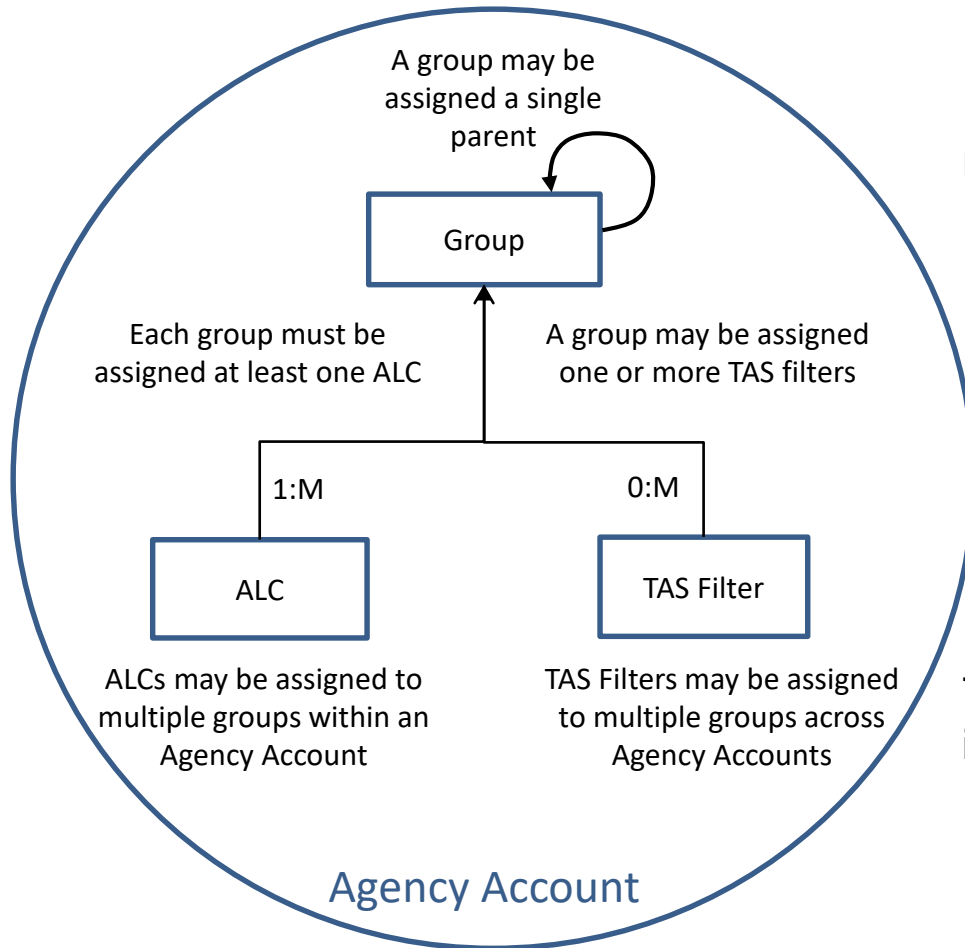 A group may be
assigned a single
parent
Group
Each group must be
assigned at least one ALC
A group may be assigned
one or more TAS filters
1:M
0:M
ALC
TAS Filter
ALCs may be assigned to
multiple groups within an
Agency Account
TAS Filters may be assigned
to multiple groups across
Agency Accounts
Agency Account